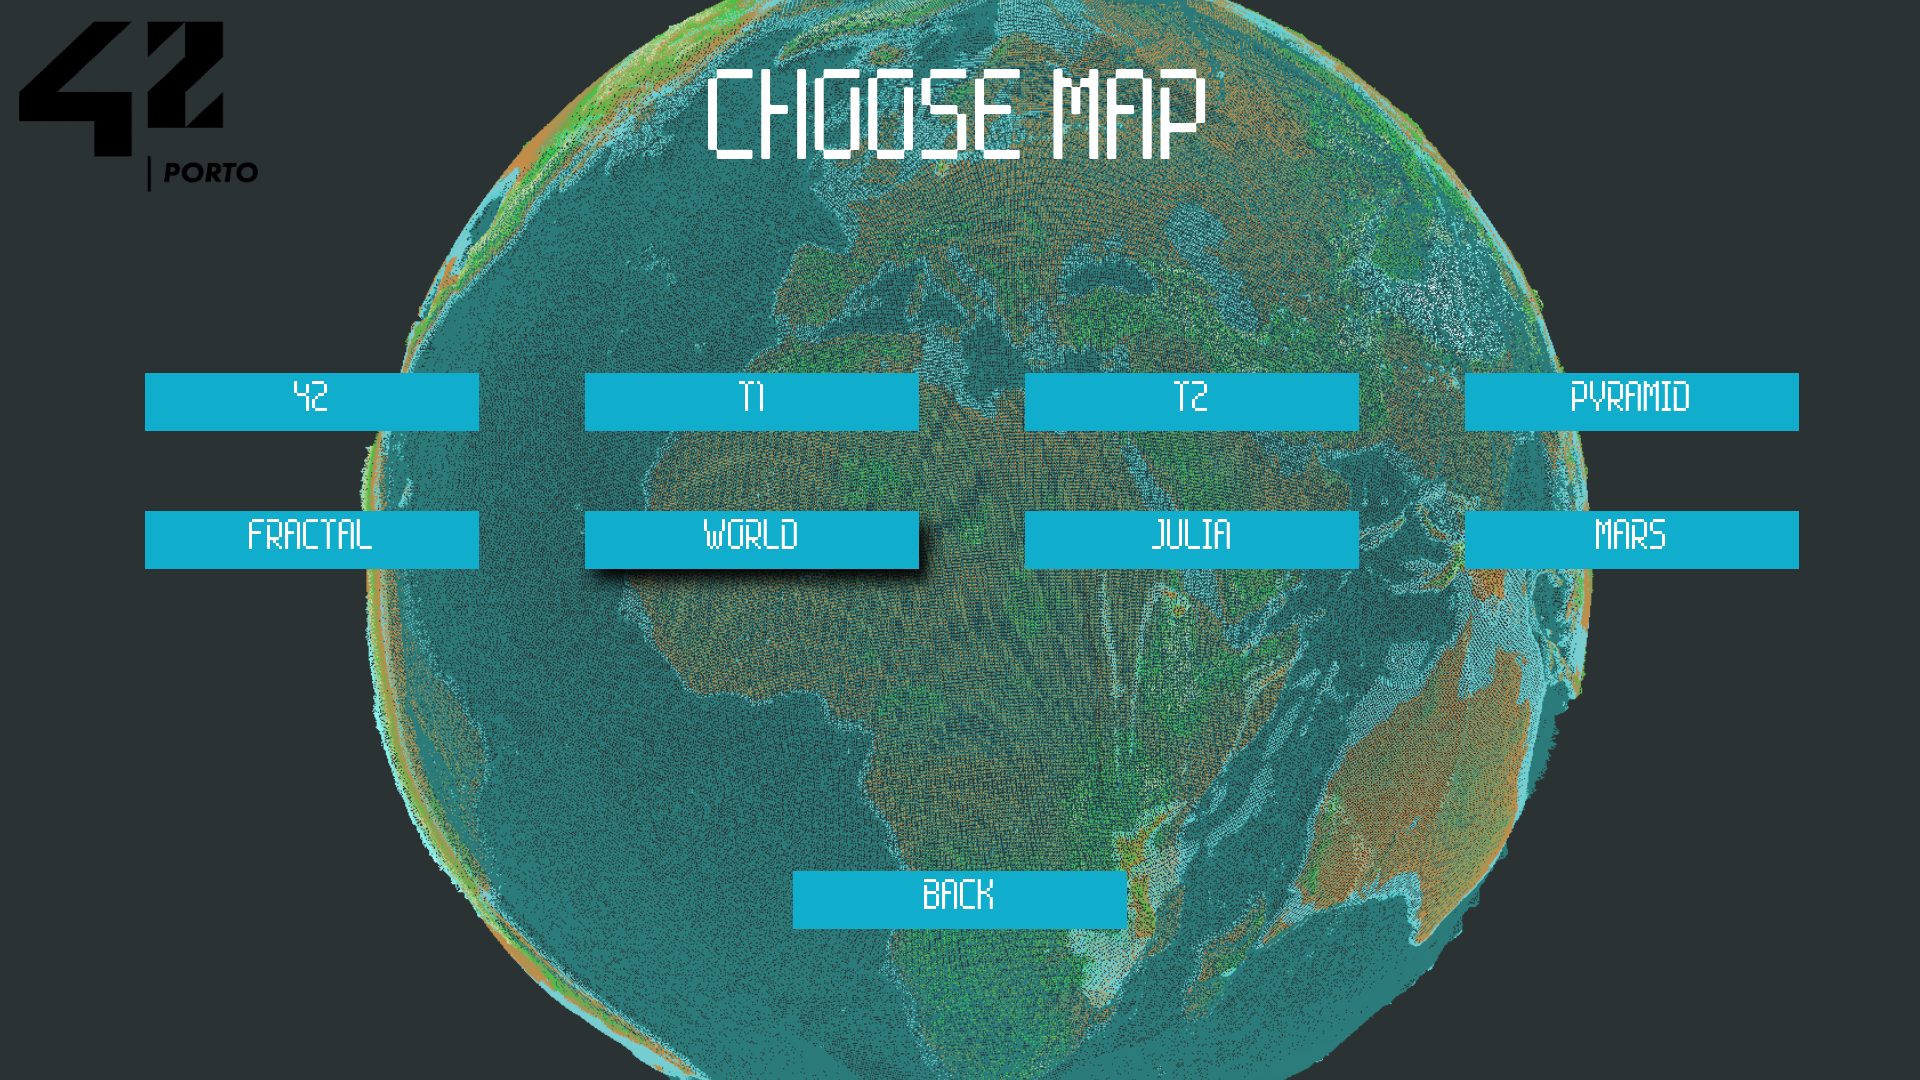 42
PORTO
CHOOSE MAP
42
T1
T2
PYRAMID
FRACTAL
WORLD
JULIA
MARS
BACK